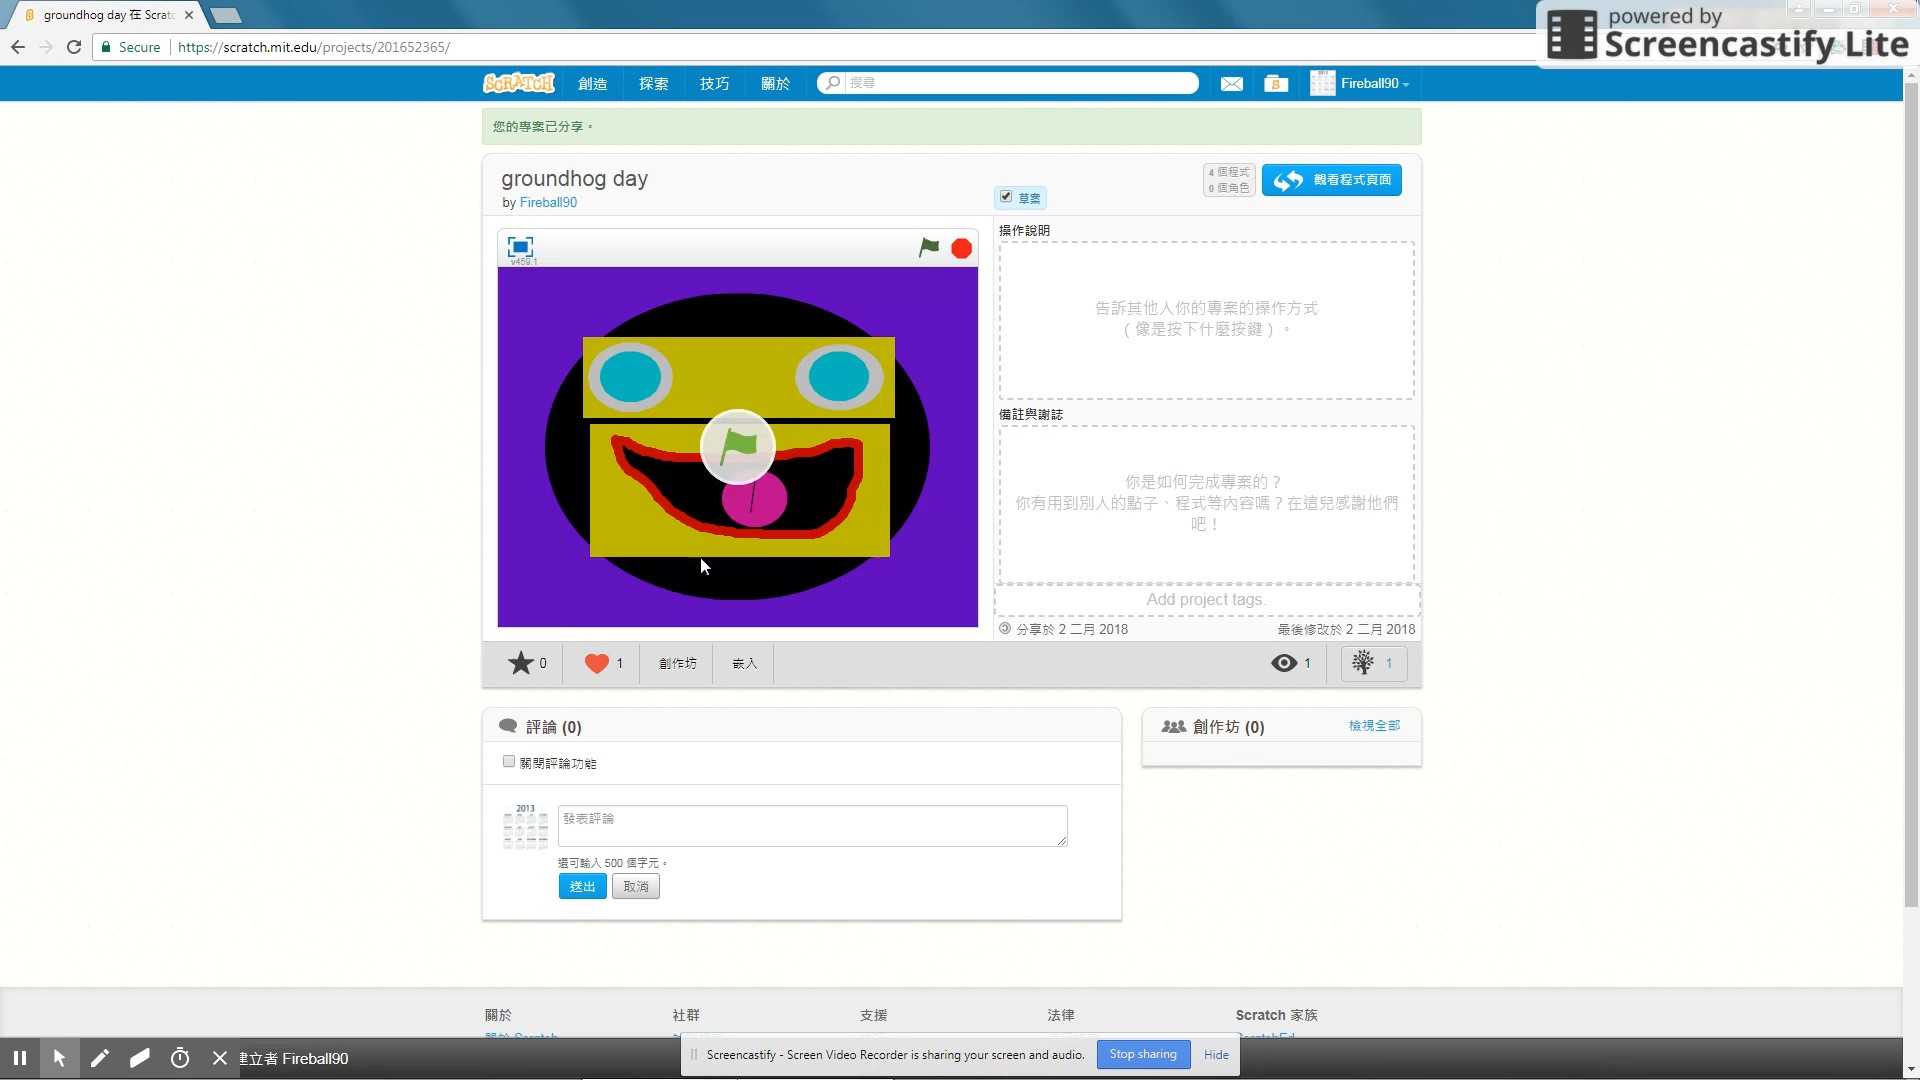 groundhog day 在 Scratc
powered by
Screencastify Lite
Secure
https://scratch.mit.edu/projects/201652365/
SCRATCH
創造
探索
技巧
關於
搜尋
Fireball90
您的專案已分享。
groundhog day
by Fireball90
草案
4 個程式
0 個角色
觀看程式頁面
v459.1
操作說明
告訴其他人你的專案的操作方式
（像是按下什麼按鍵）。
備註與謝誌
你是如何完成專案的？
你有用到別人的點子、程式等內容嗎？在這兒感謝他們
吧！
Add project tags.
分享於 2 二月 2018
最後修改於 2 二月 2018
0
1
創作坊
嵌入
1
1
評論 (0)
關閉評論功能
2013
發表評論
還可輸入 500 個字元。
送出
取消
創作坊 (0)
檢視全部
關於
社群
支援
法律
Scratch 家族
建立者 Fireball90
Screencastify - Screen Video Recorder is sharing your screen and audio.
Stop sharing
Hide